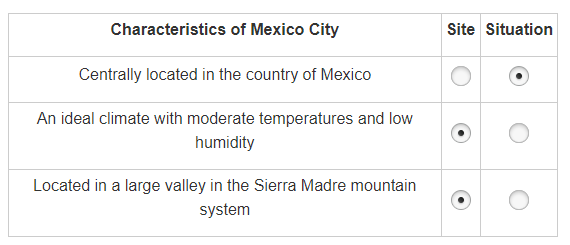 Characteristics of Mexico City Site Situation
Centrally located in the country of Mexico
An ideal climate with moderate temperatures and low
humidity
Located in a large valley in the Sierra Madre mountain
system